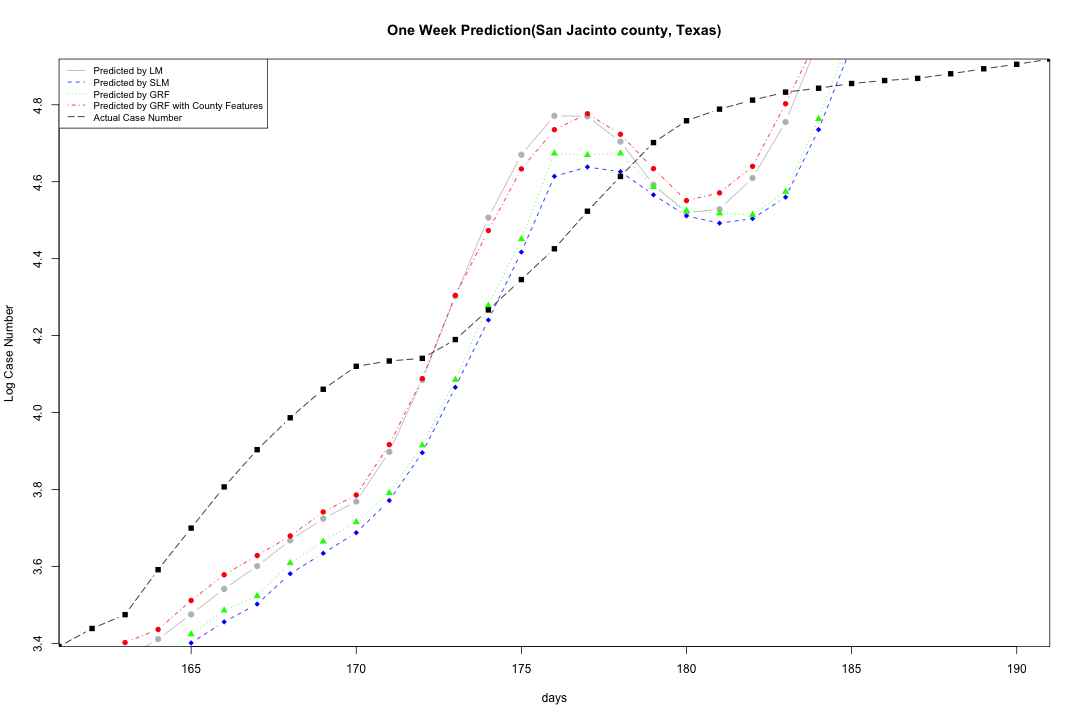 One Week Prediction(San Jacinto county, Texas)
Predicted by LM
Predicted by SLM
Predicted by GRF
Predicted by GRF with County Features
Actual Case Number
4.8
4.6
4.4
4.2
4.0
3.8
3.6
3.4
Log Case Number
165 170 175 180 185 190
days